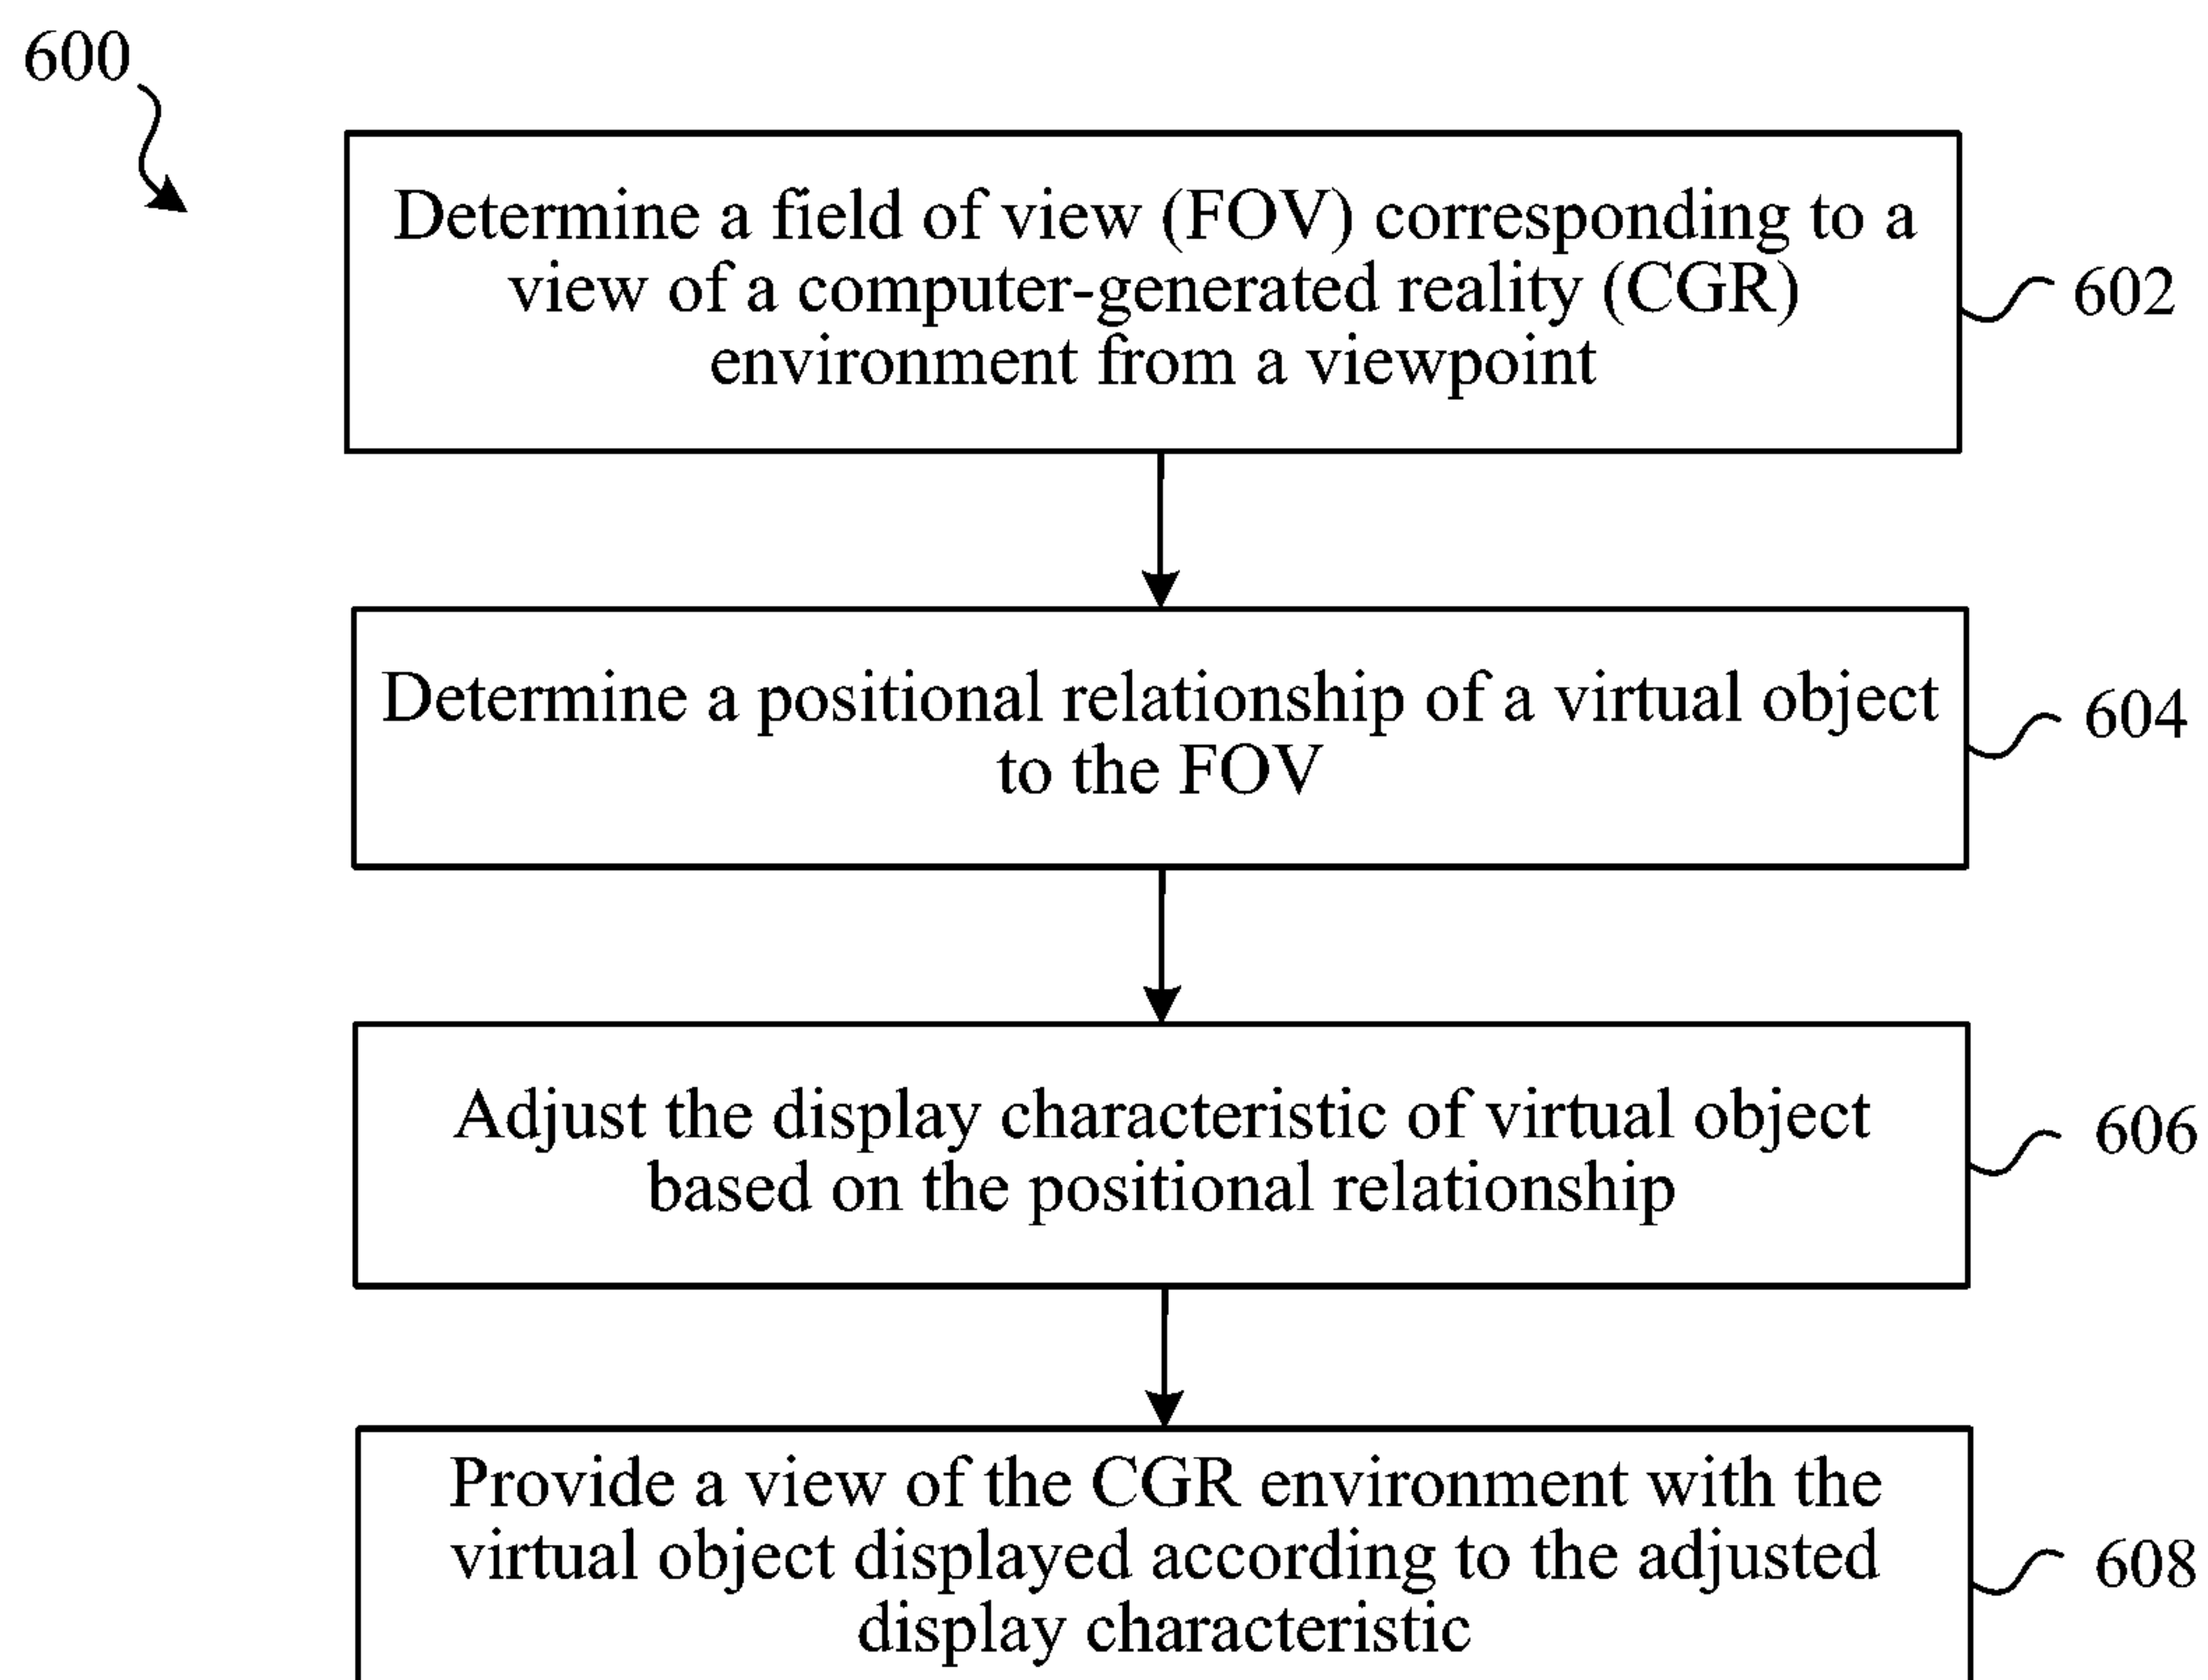 600
Determine a field of view (FOV) corresponding to a
view of a computer-generated reality (CGR)
environment from a viewpoint
602
Determine a positional relationship of a virtual object
to the FOV
604
Adjust the display characteristic of virtual object
based on the positional relationship
606
Provide a view of the CGR environment with the
virtual object displayed according to the adjusted
display characteristic
608